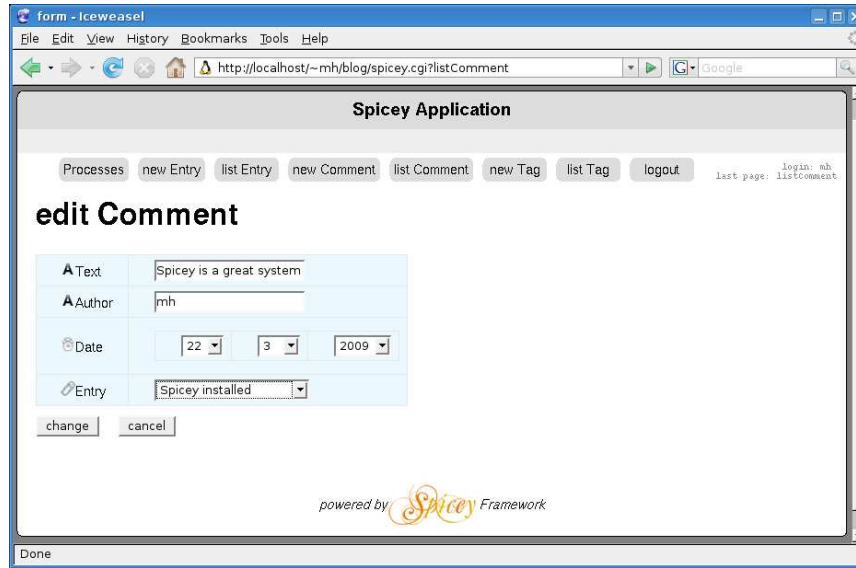 form - Iceweasel
File Edit View History Bookmarks Tools Help
http://localhost/~mh/blog/spicey.cgi?listComment
G Google
Spicey Application
Processes new Entry list Entry new Comment list Comment new Tag list Tag logout
login: mh
last page: listComment
edit Comment
A Text Spicey is a great system
A Author mh
Date 22 3 2009
Entry Spicey installed
change cancel
powered by Spicey Framework
Done